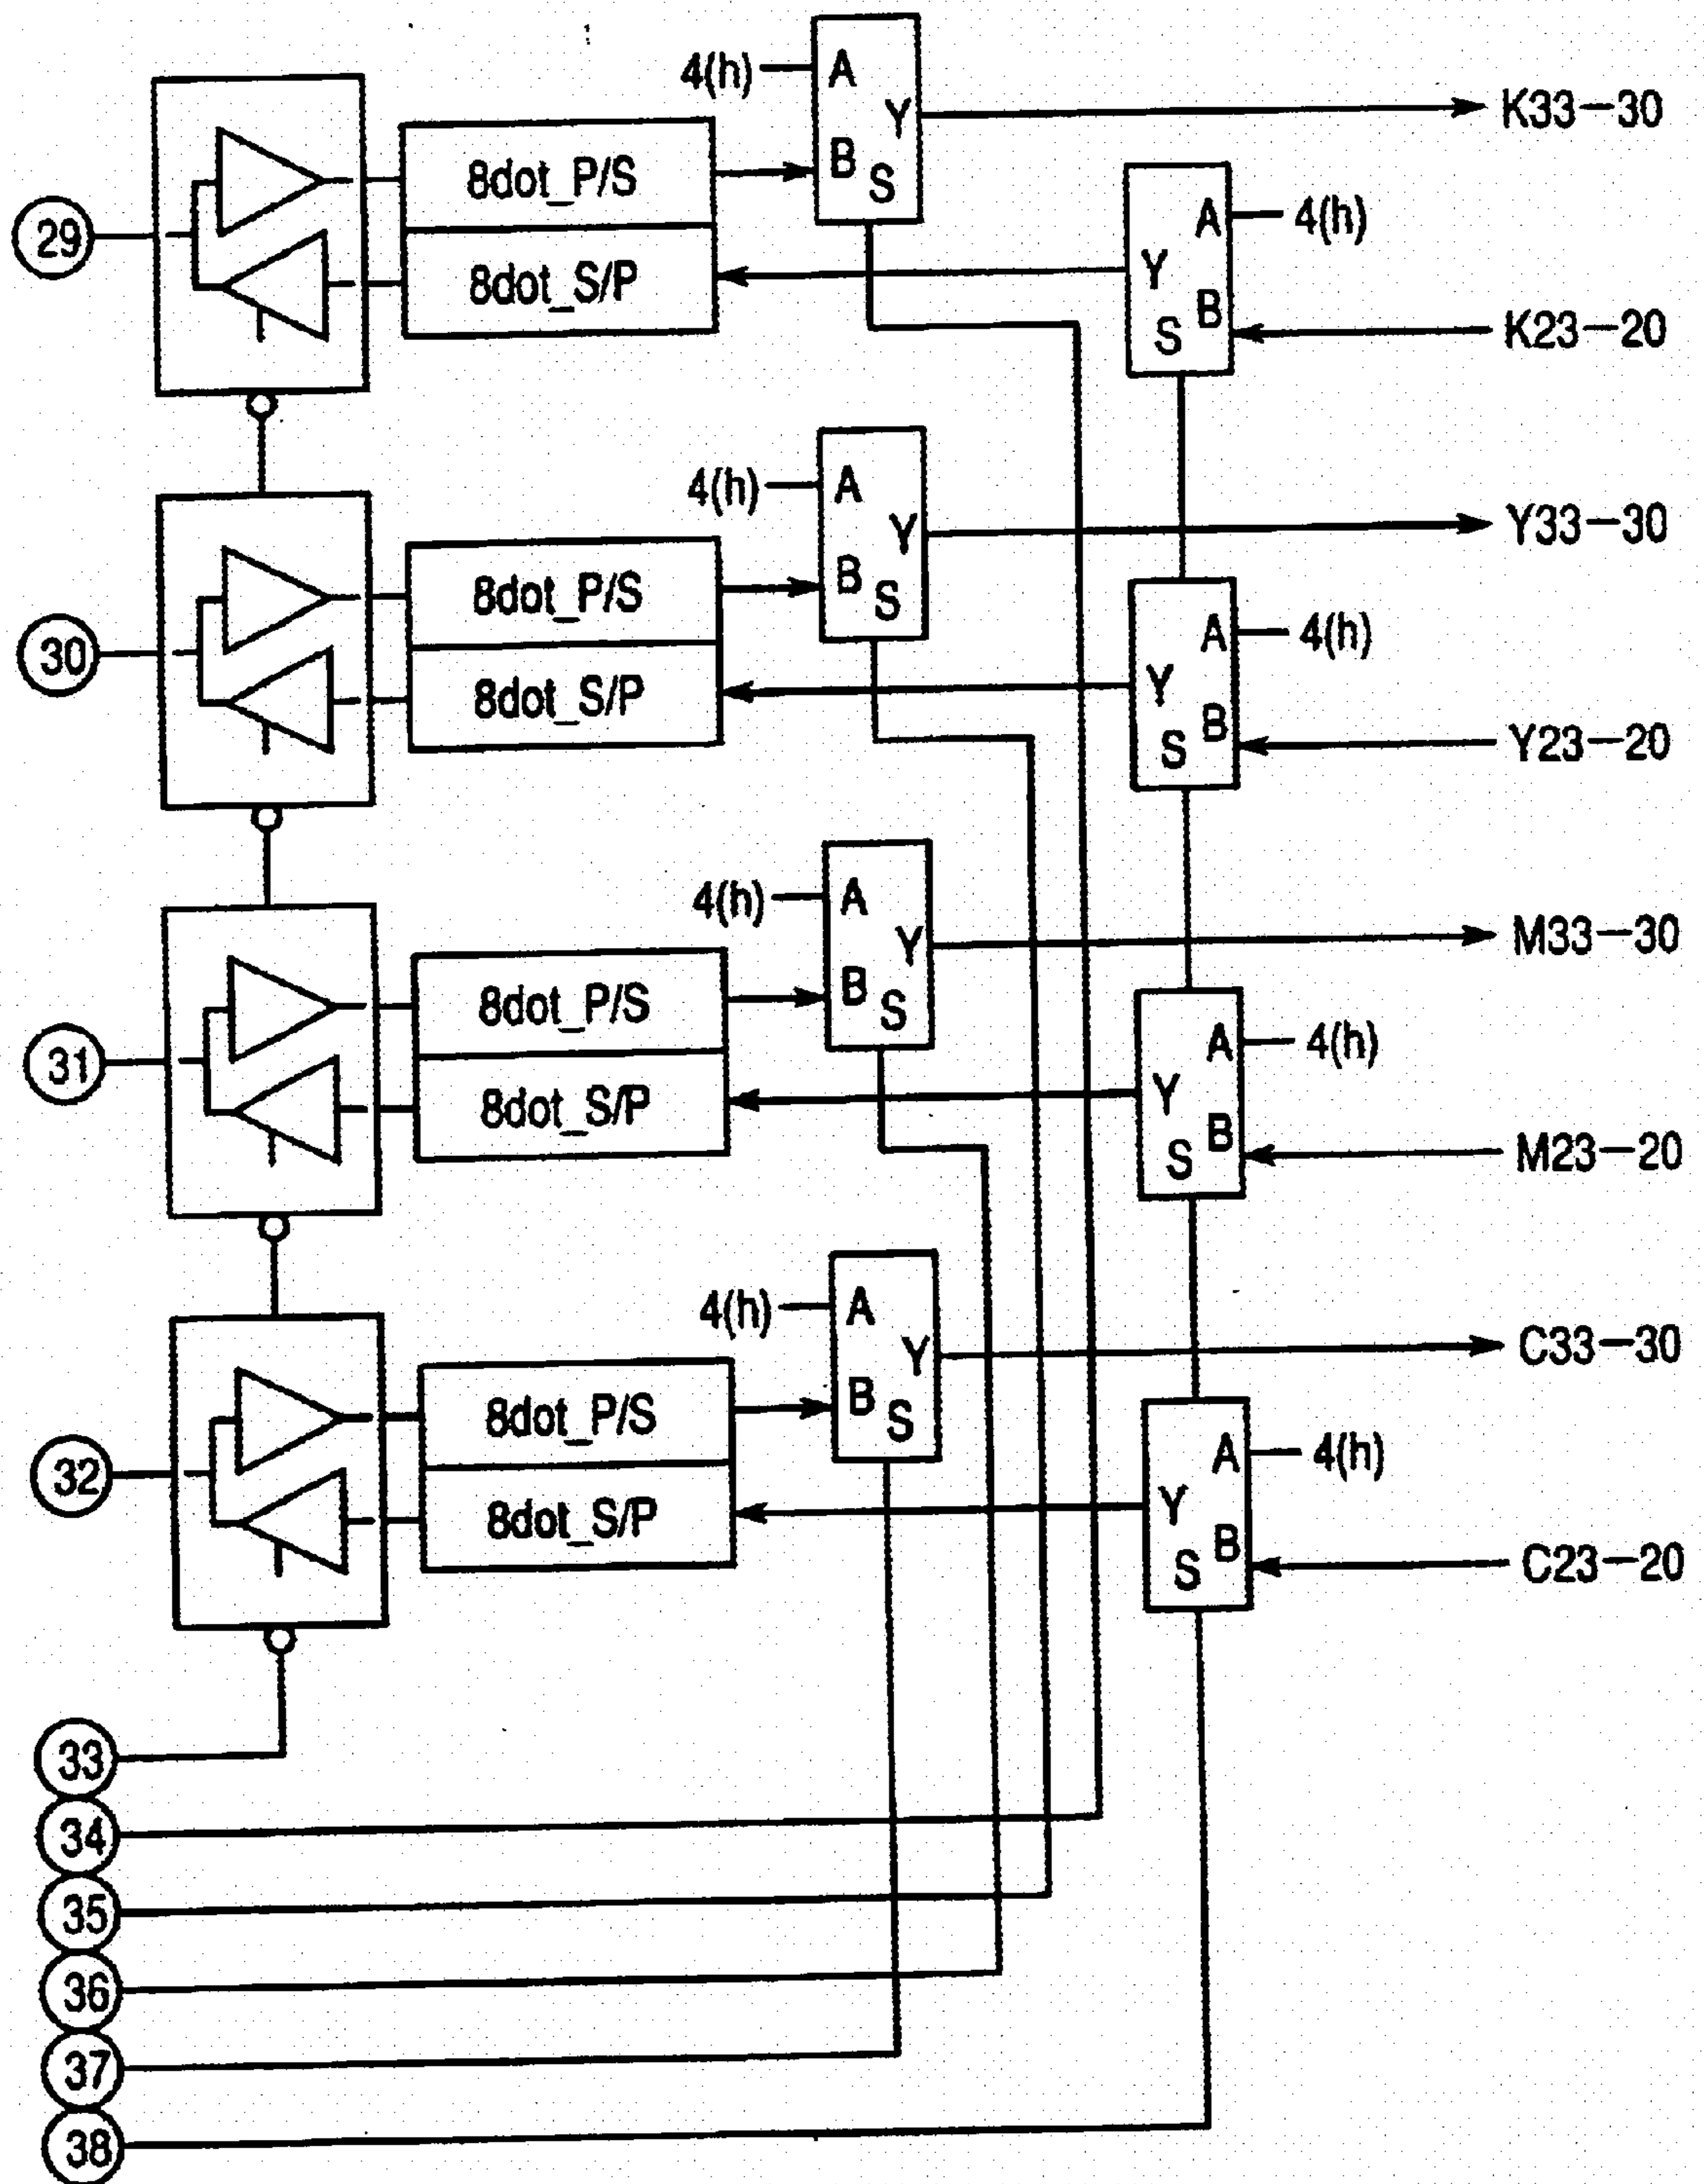 4(h) A
Y K33-30
B S
8dot_P/S
29
8dot_S/P
A 4(h)
Y
B K23-20
S
4(h) A
Y Y33-30
B S
8dot_P/S
30
8dot_S/P
A 4(h)
Y
B Y23-20
S
4(h) A
Y M33-30
B S
8dot_P/S
31
8dot_S/P
A 4(h)
Y
B M23-20
S
4(h) A
Y C33-30
B S
8dot_P/S
32
8dot_S/P
A 4(h)
Y
B C23-20
S
33
34
35
36
37
38